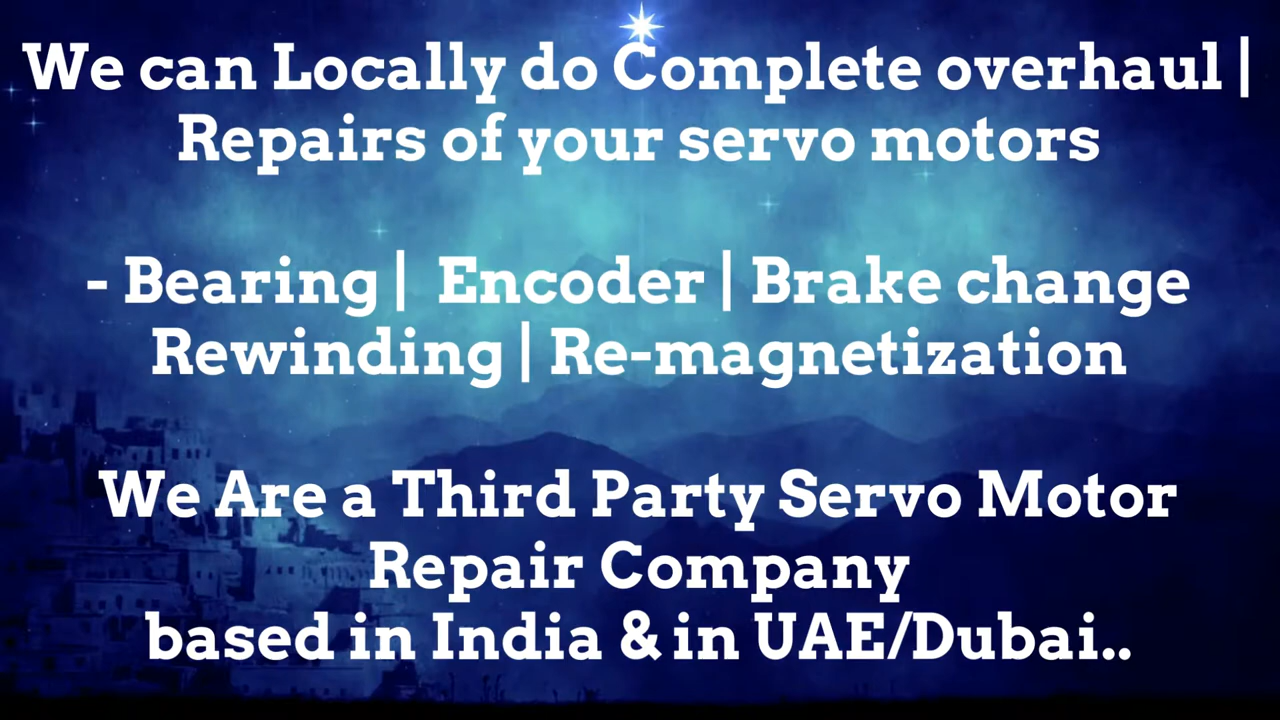 We can Locally do Complete overhaul |
Repairs of your servo motors
- Bearing | Encoder | Brake change
Rewinding | Re-magnetization
We Are a Third Party Servo Motor
Repair Company
based in India & in UAE/Dubai..